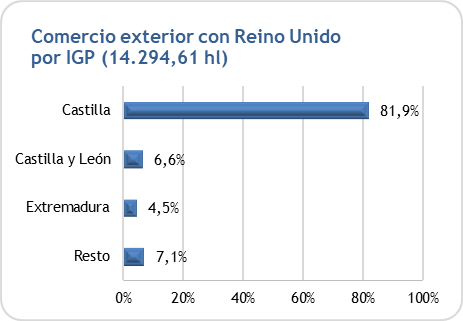 Comercio exterior con Reino Unido
por IGP (14.294,61 hl)
Castilla 81,9%
Castilla y León 6,6%
Extremadura 4,5%
Resto 7,1%
0% 20% 40% 60% 80% 100%